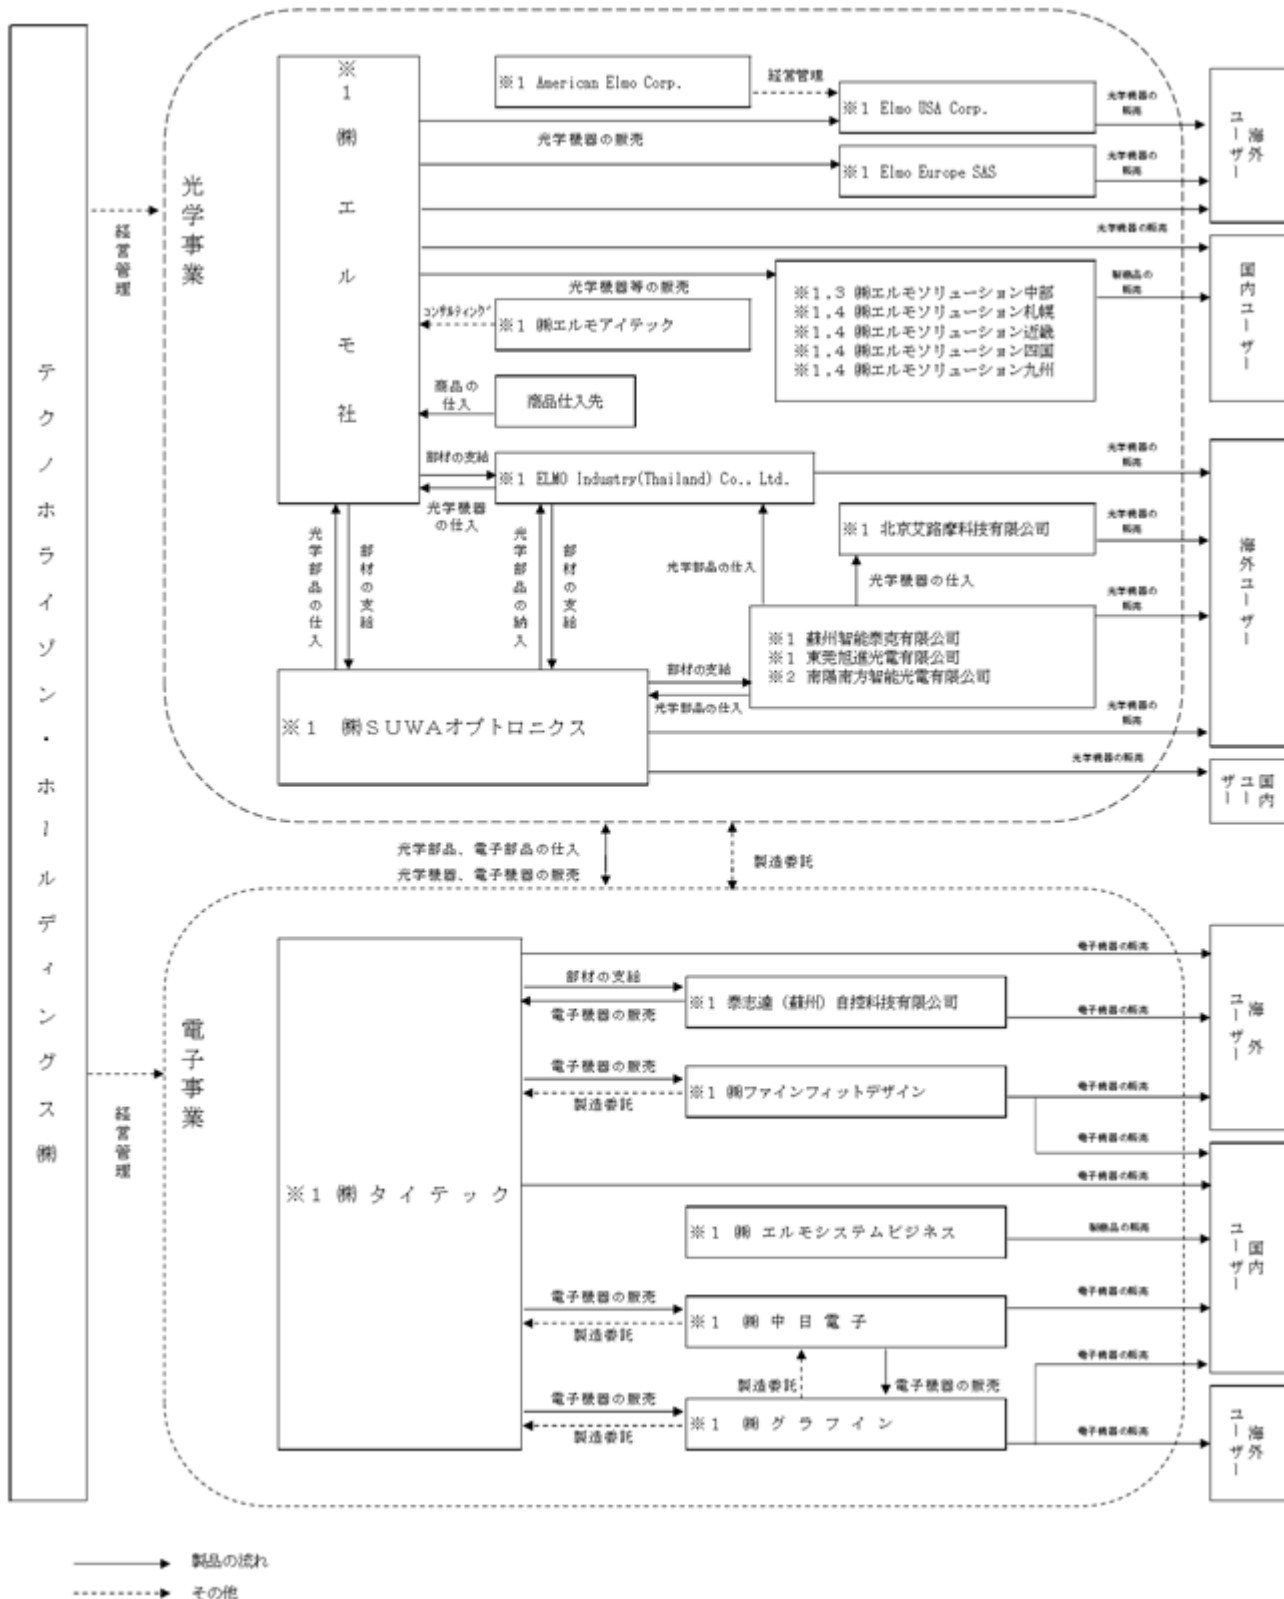 テクノホライゾン・ホールディングス㈱
経営管理
光学事業
※1 ㈱エルモ社
※1 American Elmo Corp.
経営管理
※1 Elmo USA Corp.
光学機器の販売
光学機器の
販売
海外
ユーザー
※1 Elmo Europe SAS
光学機器の
販売
光学機器の販売
光学機器等の販売
※1.3 ㈱エルモソリューション中部
※1.4 ㈱エルモソリューション札幌
※1.4 ㈱エルモソリューション近畿
※1.4 ㈱エルモソリューション四国
※1.4 ㈱エルモソリューション九州
製商品の
販売
国内ユーザー
コンサルティング
※1 ㈱エルモアイテック
商品の
仕入
商品仕入先
部材の支給
※1 ELMO Industry(Thailand) Co., Ltd.
光学機器の
販売
光学機器
の仕入
※1 北京艾路摩科技有限公司
光学機器の
販売
海外ユーザー
光学部品の仕入
部材の支給
光学部品の納入
部材の支給
光学部品の仕入
光学機器の仕入
※1 蘇州智能泰克有限公司
※1 東莞旭進光電有限公司
※2 南陽南方智能光電有限公司
光学機器の
販売
部材の支給
光学部品の仕入
※1 ㈱SUWAオプトロニクス
光学機器の
販売
光学機器の販売
国内
ユーザー
光学部品、電子部品の仕入
光学機器、電子機器の販売
製造委託
経営管理
電子事業
※1 ㈱タイテック
電子機器の販売
部材の支給
※1 泰志達（蘇州）自控科技有限公司
電子機器の販売
電子機器の販売
海外
ユーザー
電子機器の販売
※1 ㈱ファインフィットデザイン
製造委託
電子機器の販売
電子機器の販売
電子機器の販売
※1 ㈱ エルモシステムビジネス
製商品の販売
国内
ユーザー
電子機器の販売
※1 ㈱ 中日電子
製造委託
電子機器の販売
製造委託
電子機器の販売
電子機器の販売
電子機器の販売
※1 ㈱ グラフイン
製造委託
電子機器の販売
海外
ユーザー
製品の流れ
その他